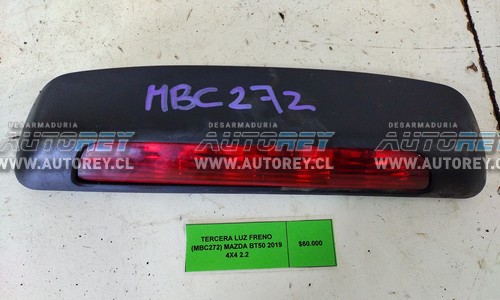 MBC272
DESARMADURIA DESARMADURIA DESARMADURIA
AUTOREY AUTOREY AUTOREY
WWW.AUTOREY.CL WWW.AUTOREY.CL WWW.AUTOREY.CL
TERCERA LUZ FRENO
(MBC272) MAZDA BT50 2019
4X4 2.2
$60.000